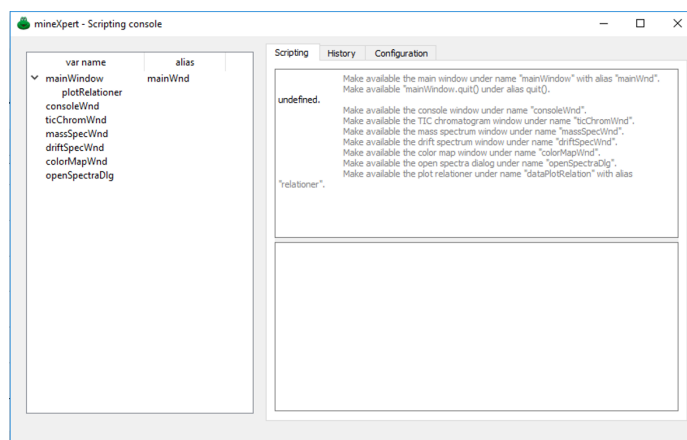 mineXpert - Scripting console
var name alias
mainWindow mainWnd
plotRelationer
consoleWnd
ticChromWnd
massSpecWnd
driftSpecWnd
colorMapWnd
openSpectraDlg
Scripting History Configuration
Make available the main window under name "mainWindow" with alias "mainWnd".
Make available "mainWindow.quit() under alias quit().
undefined.
Make available the console window under name "consoleWnd".
Make available the TIC chromatogram window under name "ticChromWnd".
Make available the mass spectrum window under name "massSpecWnd".
Make available the drift spectrum window under name "driftSpecWnd".
Make available the color map window under name "colorMapWnd".
Make available the open spectra dialog under name "openSpectraDlg".
Make available the plot relationer under name "dataPlotRelation" with alias
"relationer".